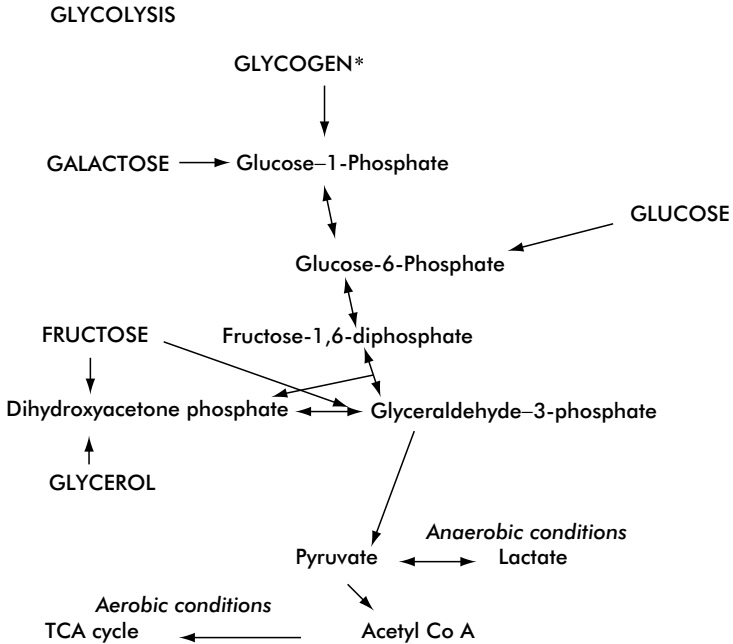 GLYCOLYSIS
GLYCOGEN*
GALACTOSE
Glucose–1-Phosphate
GLUCOSE
Glucose-6-Phosphate
FRUCTOSE
Fructose-1,6-diphosphate
Dihydroxyacetone phosphate
Glyceraldehyde–3-phosphate
GLYCEROL
Anaerobic conditions
Pyruvate
Lactate
Aerobic conditions
TCA cycle
Acetyl Co A